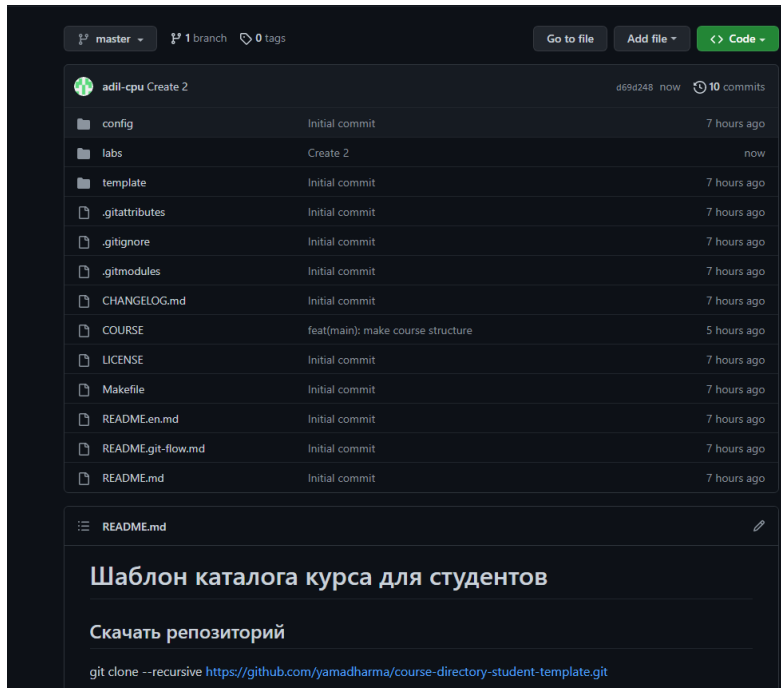 master 1 branch 0 tags Go to file Add file <> Code
adil-cpu Create 2 d69d248 now 10 commits
config Initial commit 7 hours ago
labs Create 2 now
template Initial commit 7 hours ago
.gitattributes Initial commit 7 hours ago
.gitignore Initial commit 7 hours ago
.gitmodules Initial commit 7 hours ago
CHANGELOG.md Initial commit 7 hours ago
COURSE feat(main): make course structure 5 hours ago
LICENSE Initial commit 7 hours ago
Makefile Initial commit 7 hours ago
README.en.md Initial commit 7 hours ago
README.git-flow.md Initial commit 7 hours ago
README.md Initial commit 7 hours ago
README.md
Шаблон каталога курса для студентов
Скачать репозиторий
git clone --recursive https://github.com/yamadharma/course-directory-student-template.git